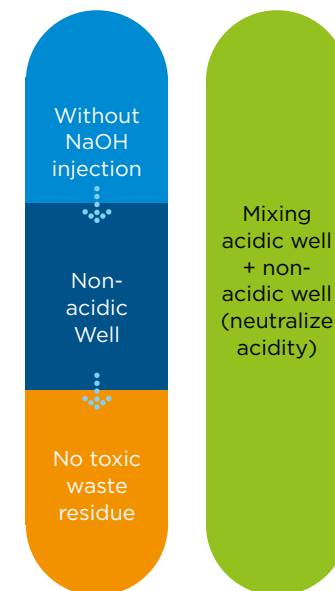 Without
NaOH
injection
Non-
acidic
Well
No toxic
waste
residue
Mixing
acidic well
+ non-
acidic well
(neutralize
acidity)